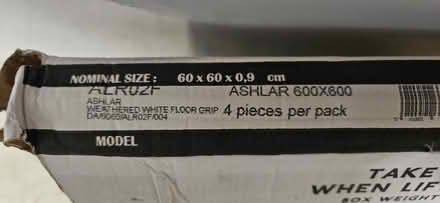 NOMINAL SIZE: 60 x 60 x 0,9 cm
ALR02F ASHLAR 600X600
ASHLAR
WEATHERED WHITE FLOOR GRIP 4 pieces per pack
DA/9065/ALR02F/004
MODEL
TAKE
WHEN LIF
BOX WEIGHT